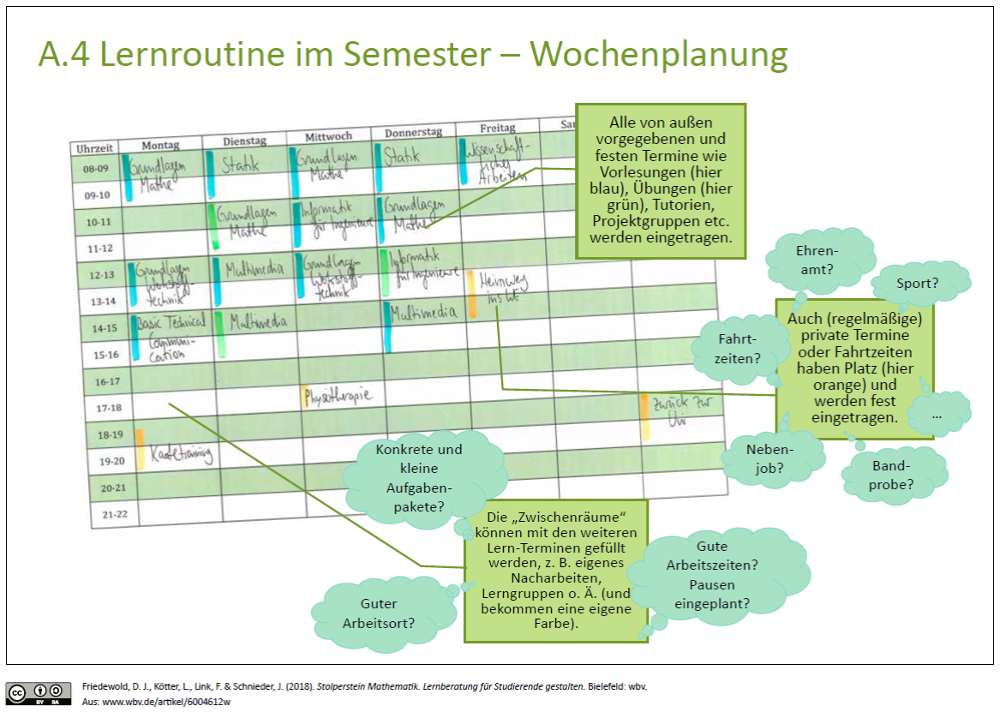 A.4 Lernroutine im Semester – Wochenplanung
Uhrzeit Montag Dienstag Mittwoch Donnerstag Freitag
08-09
09-10
10-11
11-12
12-13
13-14
14-15
15-16
16-17
17-18
18-19
19-20
20-21
21-22
Grundlagen
Mathe
Statik
Grundlagen
Mathe
Statik
Wissenschaft-
liches
Arbeiten
Grundlagen
Mathe
Informatik
für Ingenieure
Grundlagen
Mathe
Grundlagen
Werkstoff-
technik
Multimedia
Grundlagen
Werkstoff-
technik
Informatik
für Ingenieure
Heimweg
ins WE
Basic Technical
Communi-
cation
Multimedia
Multimedia
Physiotherapie
Zurück zur
Uni
Karatetraining
Alle von außen
vorgegebenen und
festen Termine wie
Vorlesungen (hier
blau), Übungen (hier
grün), Tutorien,
Projektgruppen etc.
werden eingetragen.
Ehren-
amt?
Sport?
Fahrt-
zeiten?
Auch (regelmäßige)
private Termine
oder Fahrtzeiten
haben Platz (hier
orange) und
werden fest
eingetragen.
...
Neben-
job?
Band-
probe?
Konkrete und
kleine
Aufgaben-
pakete?
Die „Zwischenräume“
können mit den weiteren
Lern-Terminen gefüllt
werden, z. B. eigenes
Nacharbeiten,
Lerngruppen o. Ä. (und
bekommen eine eigene
Farbe).
Gute
Arbeitszeiten?
Pausen
eingeplant?
Guter
Arbeitsort?
cc BY SA
Friedewold, D. J., Kötter, L., Link, F. & Schnieder, J. (2018). Stolperstein Mathematik. Lernberatung für Studierende gestalten. Bielefeld: wbv.
Aus: www.wbv.de/artikel/6004612w